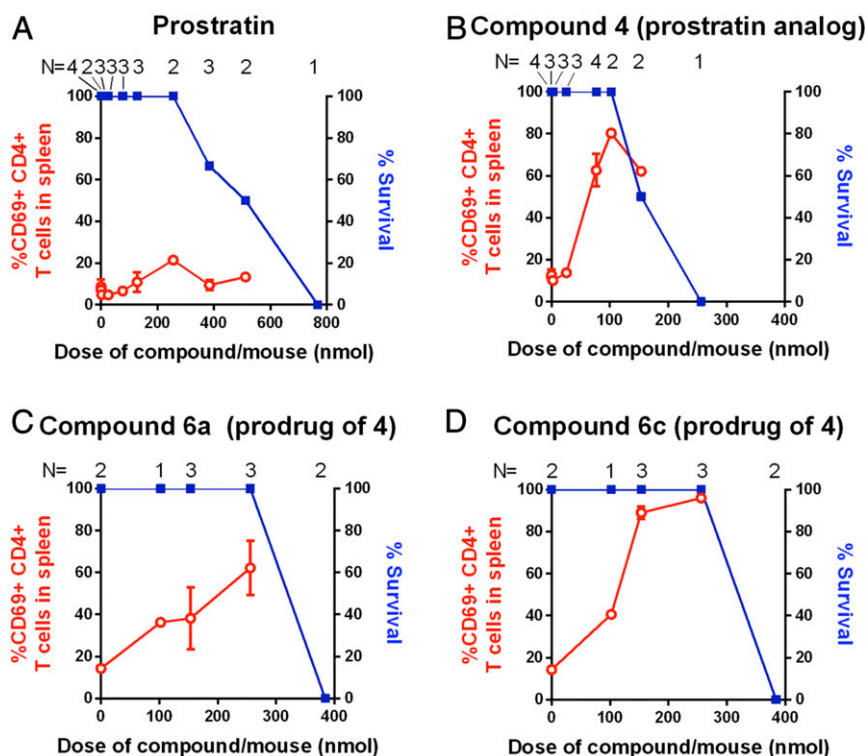 A Prostratin
N=4 2 3 3 3 3 2 3 2 1
100 100
80 80
60 60
40 40
20 20
0 0
0 200 400 600 800
%CD69+ CD4+
T cells in spleen
% Survival
Dose of compound/mouse (nmol)
B Compound 4 (prostratin analog)
N= 4 3 3 3 4 2 2 1
100 100
80 80
60 60
40 40
20 20
0 0
0 100 200 300 400
%CD69+ CD4+
T cells in spleen
% Survival
Dose of compound/mouse (nmol)
C Compound 6a (prodrug of 4)
N= 2 1 3 3 2
100 100
80 80
60 60
40 40
20 20
0 0
0 100 200 300 400
%CD69+ CD4+
T cells in spleen
% Survival
Dose of compound/mouse (nmol)
D Compound 6c (prodrug of 4)
N= 2 1 3 3 2
100 100
80 80
60 60
40 40
20 20
0 0
0 100 200 300 400
%CD69+ CD4+
T cells in spleen
% Survival
Dose of compound/mouse (nmol)